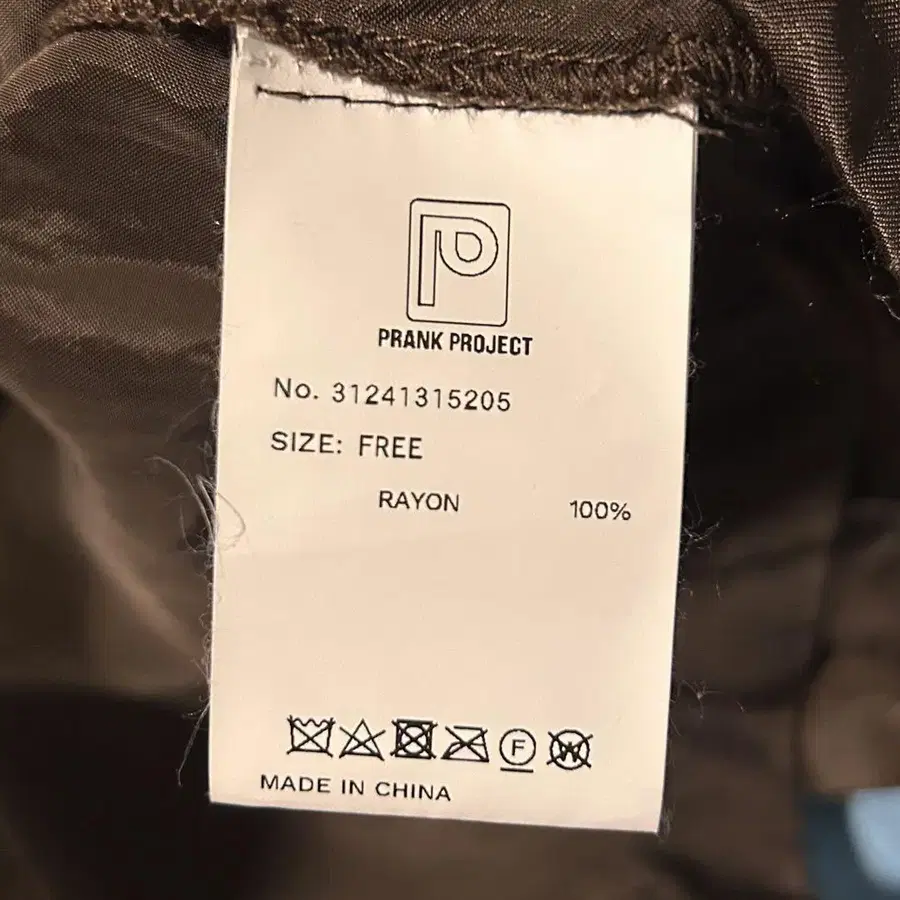 P
PRANK PROJECT
No. 31241315205
SIZE: FREE
RAYON 100%
F W
MADE IN CHINA